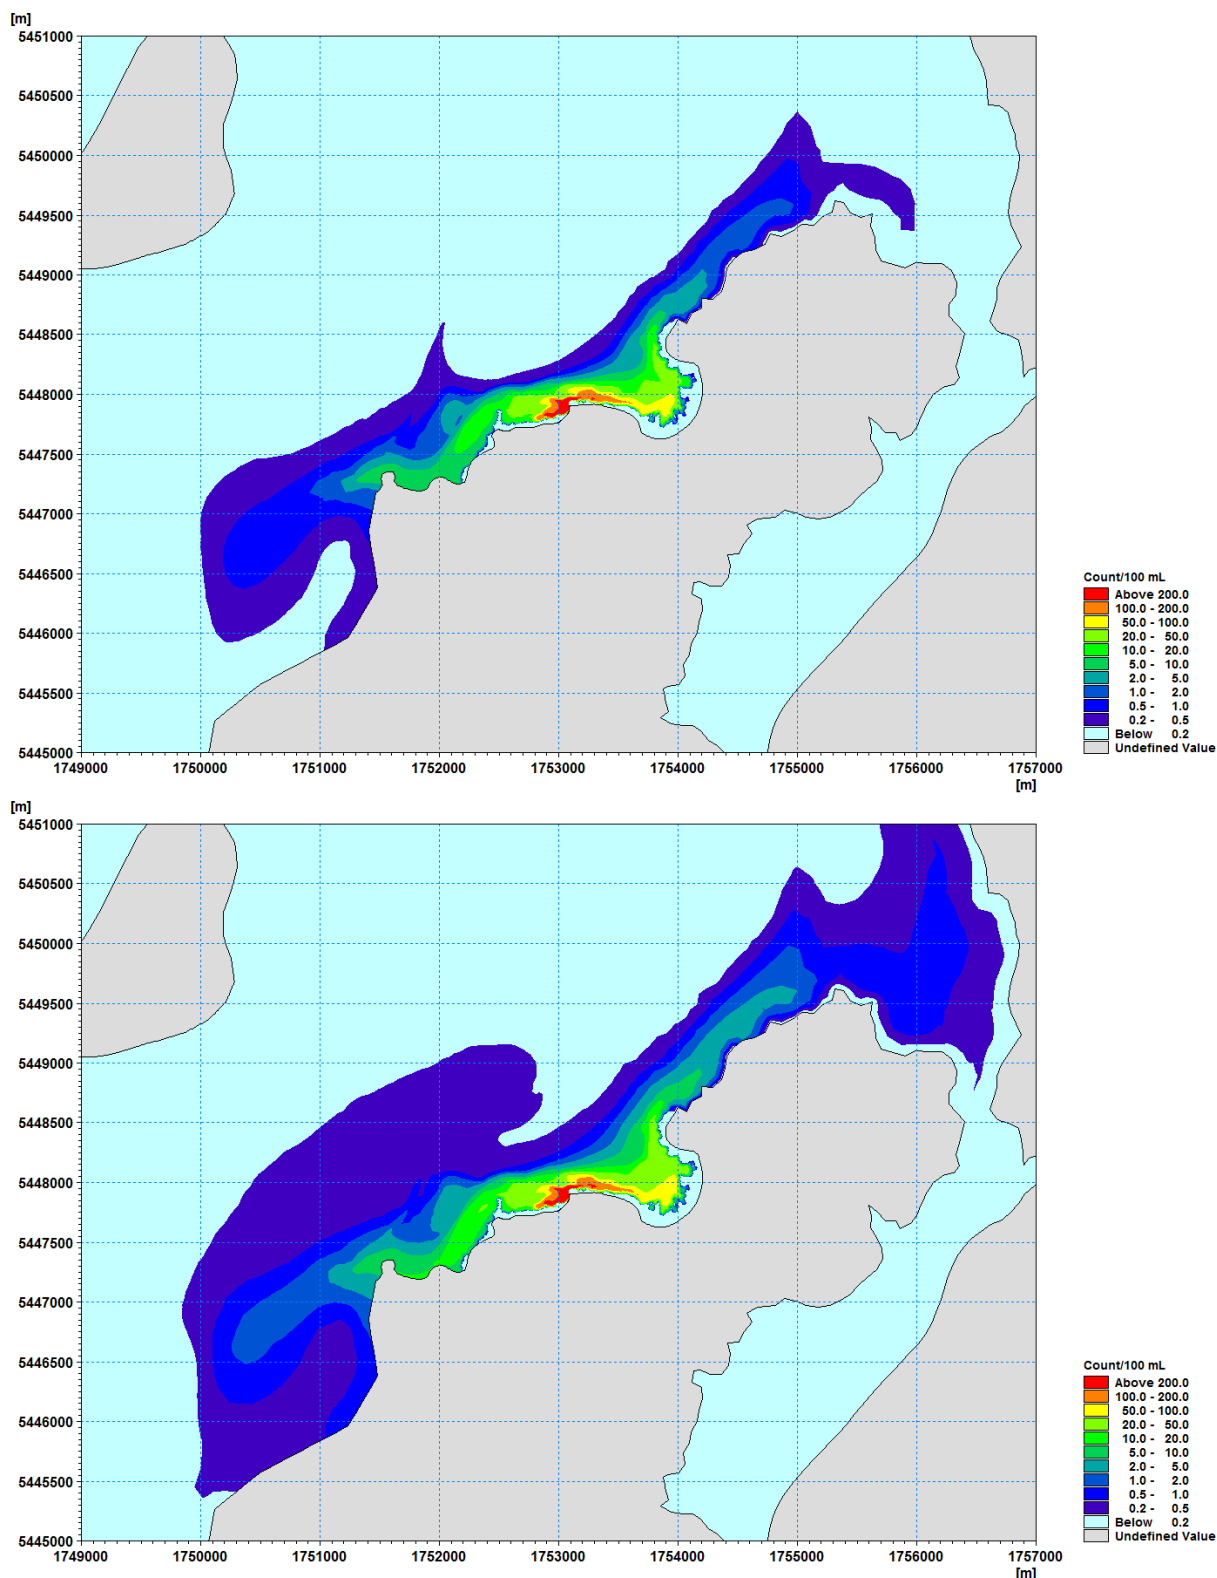 [m]
5451000
5450500
5450000
5449500
5449000
5448500
5448000
5447500
5447000
5446500
5446000
5445500
5445000
1749000 1750000 1751000 1752000 1753000 1754000 1755000 1756000 1757000
[m]
Count/100 mL
Above 200.0
100.0 - 200.0
50.0 - 100.0
20.0 - 50.0
10.0 - 20.0
5.0 - 10.0
2.0 - 5.0
1.0 - 2.0
0.5 - 1.0
0.2 - 0.5
Below 0.2
Undefined Value
[m]
5451000
5450500
5450000
5449500
5449000
5448500
5448000
5447500
5447000
5446500
5446000
5445500
5445000
1749000 1750000 1751000 1752000 1753000 1754000 1755000 1756000 1757000
[m]
Count/100 mL
Above 200.0
100.0 - 200.0
50.0 - 100.0
20.0 - 50.0
10.0 - 20.0
5.0 - 10.0
2.0 - 5.0
1.0 - 2.0
0.5 - 1.0
0.2 - 0.5
Below 0.2
Undefined Value